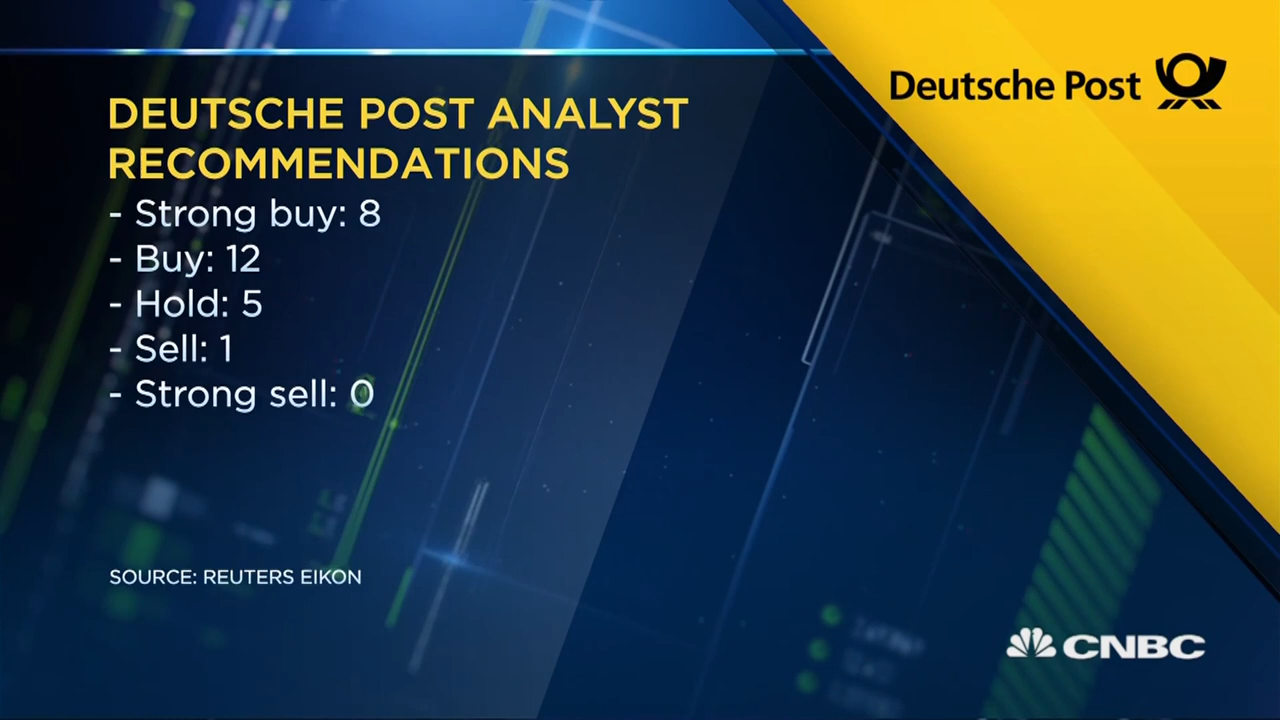 Deutsche Post
DEUTSCHE POST ANALYST
RECOMMENDATIONS
- Strong buy: 8
- Buy: 12
- Hold: 5
- Sell: 1
- Strong sell: 0
SOURCE: REUTERS EIKON
CNBC